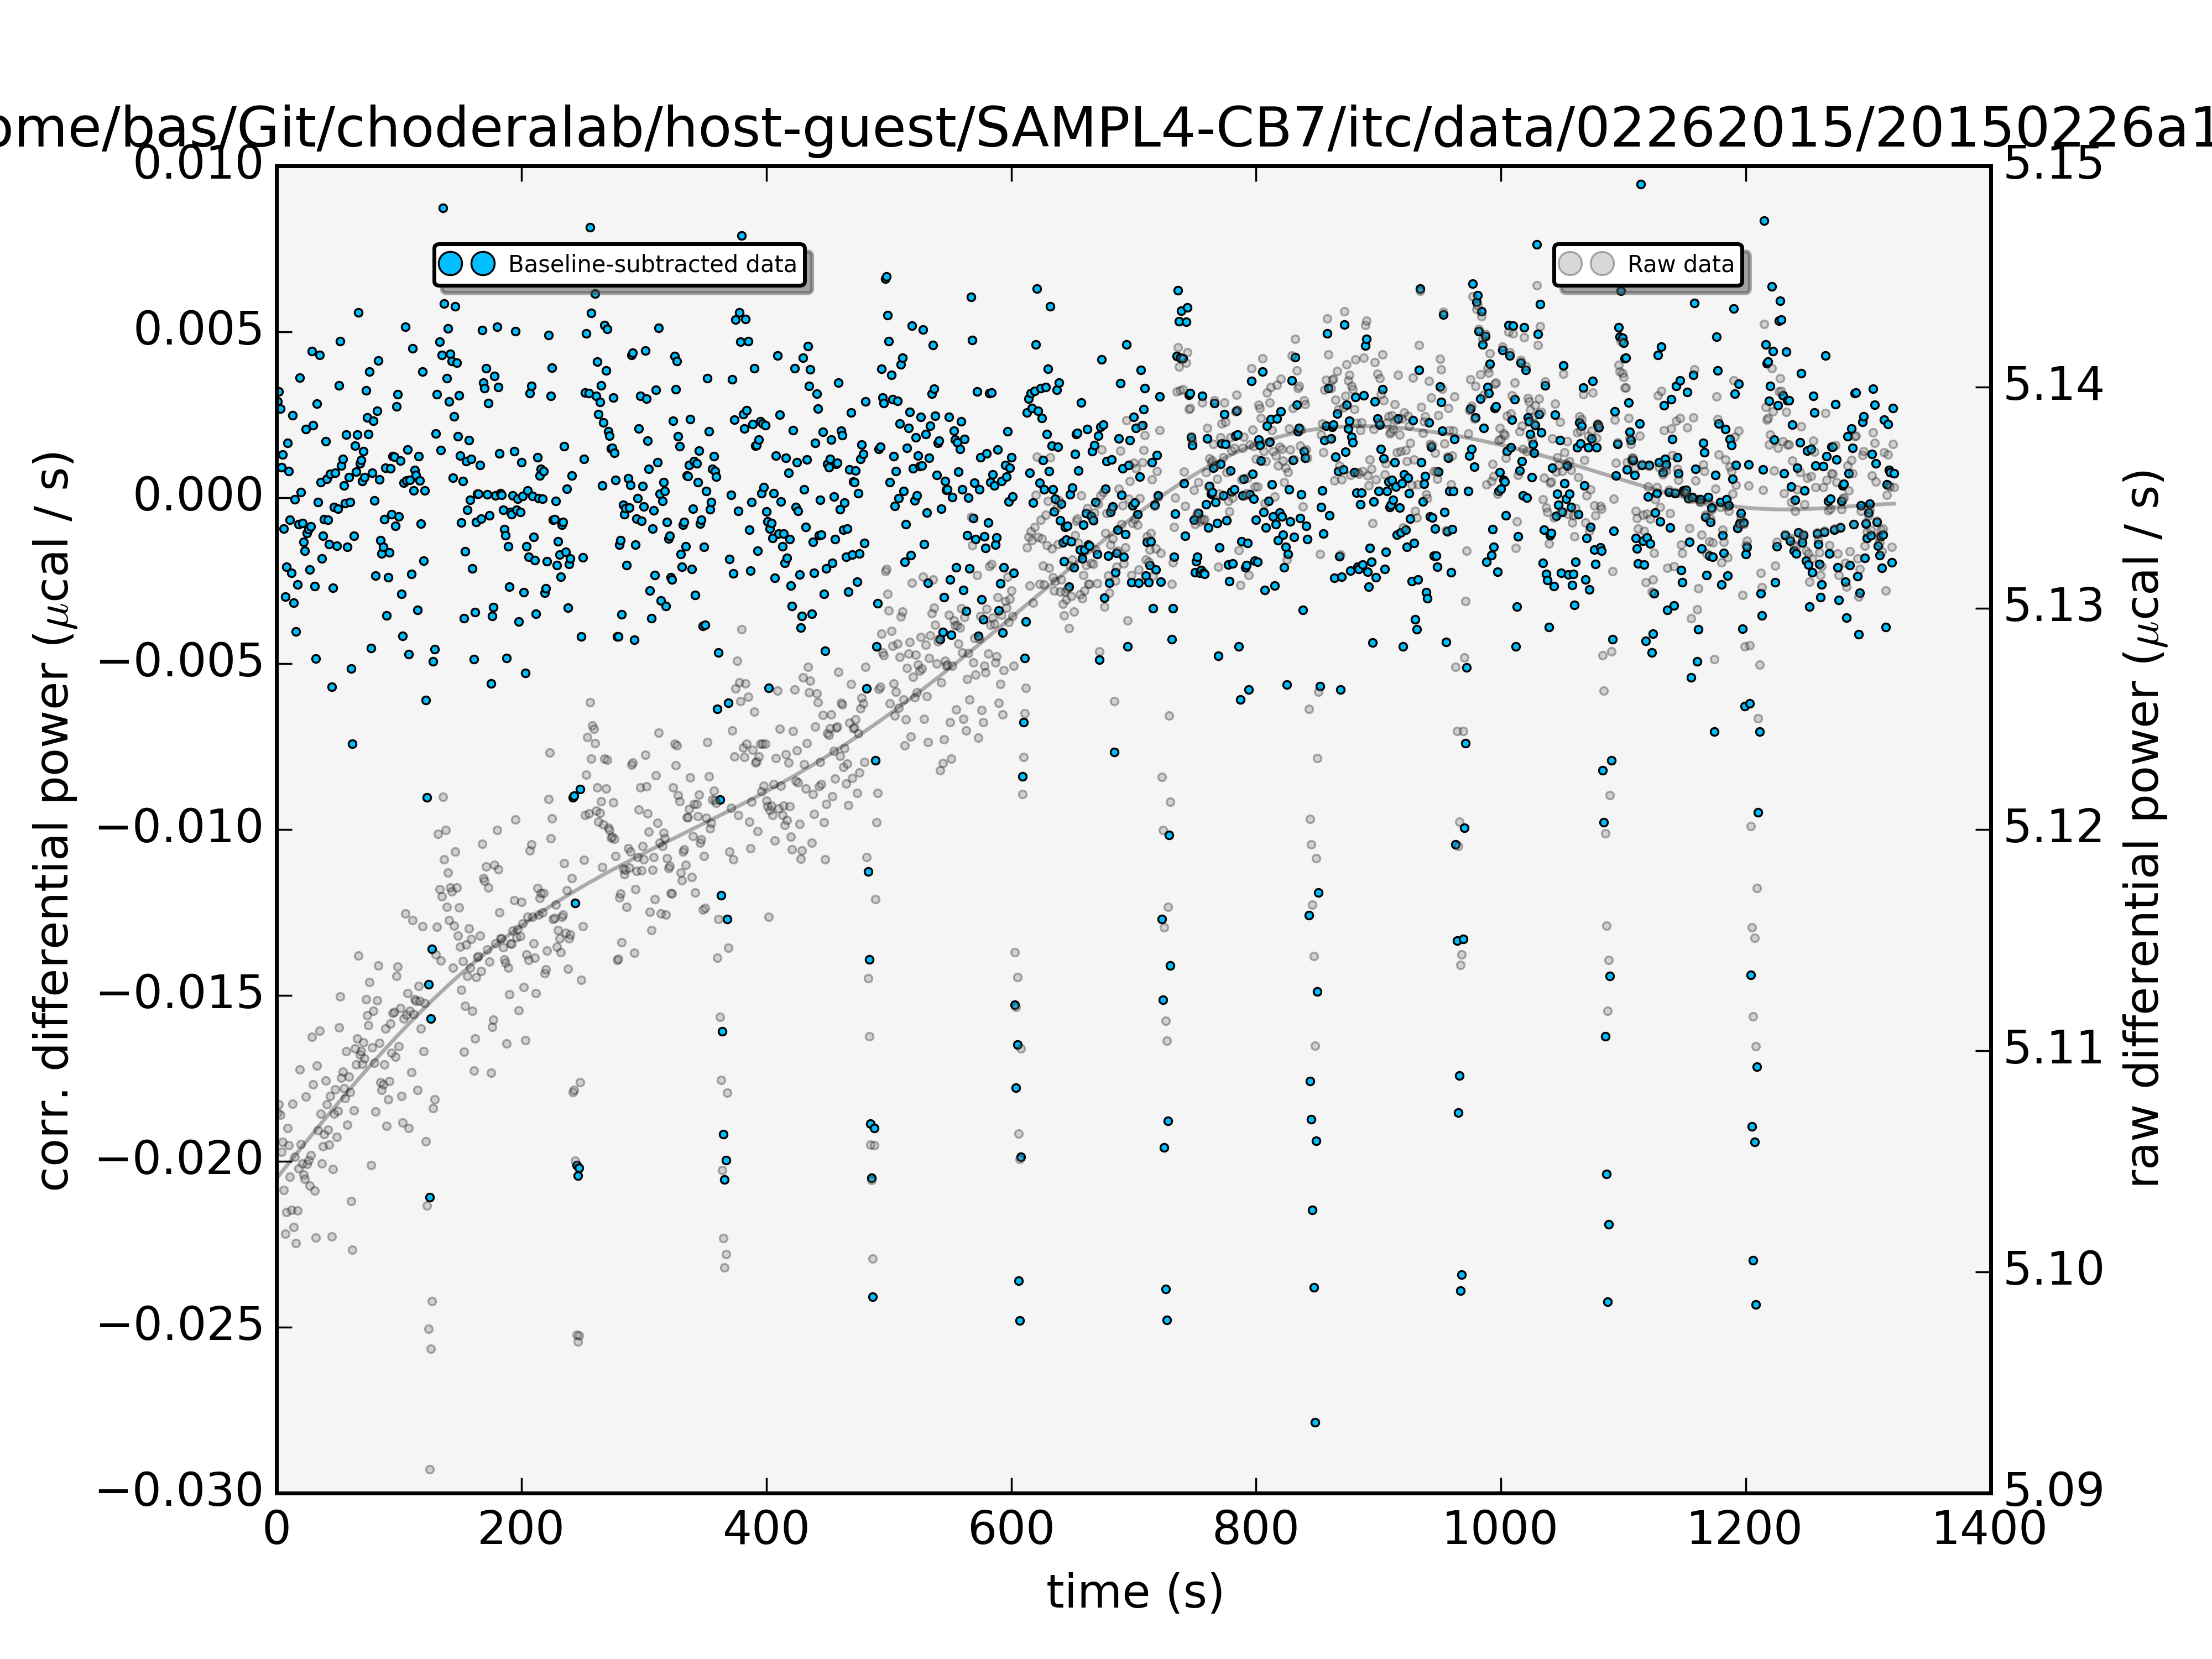 ome/bas/Git/choderalab/host-guest/SAMPL4-CB7/itc/data/02262015/20150226a1
Baseline-subtracted data
Raw data
corr. differential power (μcal / s)
0.010
0.005
0.000
−0.005
−0.010
−0.015
−0.020
−0.025
−0.030
raw differential power (μcal / s)
5.15
5.14
5.13
5.12
5.11
5.10
5.09
0 200 400 600 800 1000 1200 1400
time (s)